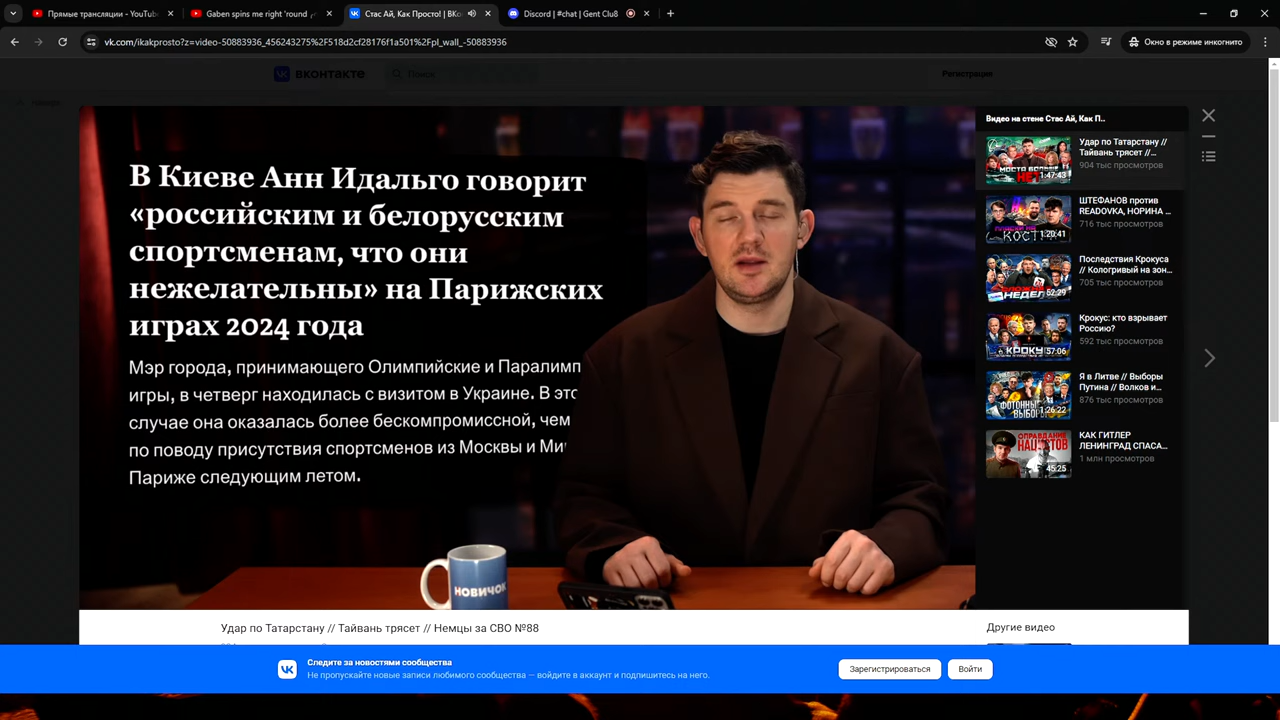 Прямые трансляции - YouTub
Gaben spins me right 'round
Стас Ай, Как Просто! | ВКо
Discord | #chat | Gent Cluß
vk.com/ikakprosto?z=video-50883936_456243275%2F518d2cf28176f1a501%2Fpl_wall_-50883936
Окно в режиме инкогнито
вконтакте
Поиск
Регистрация
Видео на стене Стас Ай, Как П..
В Киеве Анн Идальго говорит
«российским и белорусским
спортсменам, что они
нежелательны» на Парижских
играх 2024 года
Мэр города, принимающего Олимпийские и Паралимп
игры, в четверг находилась с визитом в Украине. В это
случае она оказалась более бескомпромиссной, чем
по поводу присутствия спортсменов из Москвы и Ми
Париже следующим летом.
НОВИЧОК
Удар по Татарстану //
Тайвань трясет //...
904 тыс просмотров
1:47:43
ШТЕФАНОВ против
READOVKA, НОРИНА ...
716 тыс просмотров
1:20:41
Последствия Крокуса
// Кологривый на зон...
705 тыс просмотров
52:29
Крокус: кто взрывает
Россию?
592 тыс просмотров
57:06
Я в Литве // Выборы
Путина // Волков и...
876 тыс просмотров
1:26:22
КАК ГИТЛЕР
ЛЕНИНГРАД СПАСА...
1 млн просмотров
45:25
Удар по Татарстану // Тайвань трясет // Немцы за СВО №88
Другие видео
Следите за новостями сообщества
Не пропускайте новые записи любимого сообщества — войдите в аккаунт и подпишитесь на него.
Зарегистрироваться
Войти